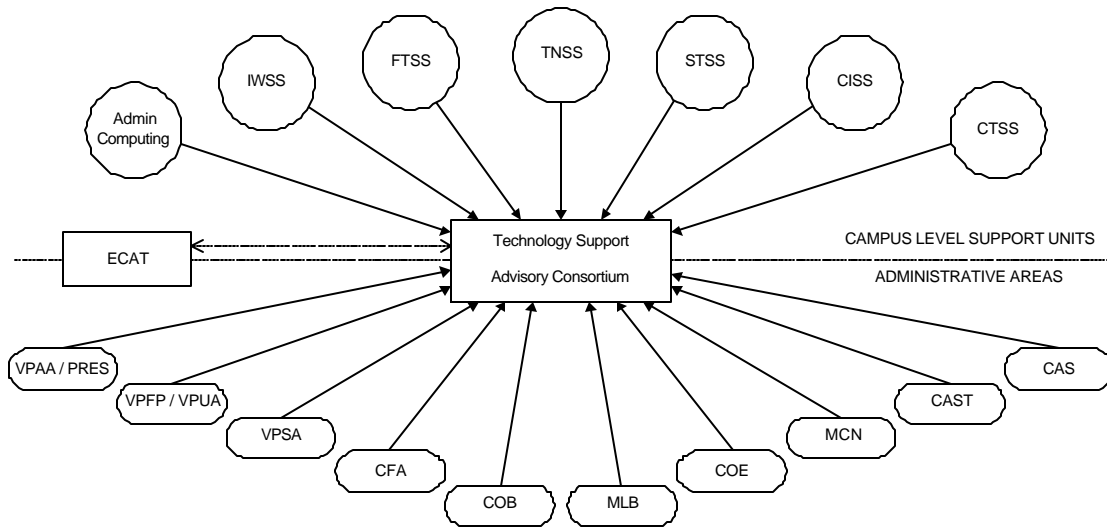 TNSS
FTSS
STSS
IWSS
CISS
Admin
Computing
CTSS
Technology Support
Advisory Consortium
ECAT
CAMPUS LEVEL SUPPORT UNITS
ADMINISTRATIVE AREAS
VPAA / PRES
CAS
VPFP / VPUA
CAST
VPSA
MCN
CFA
COE
COB
MLB